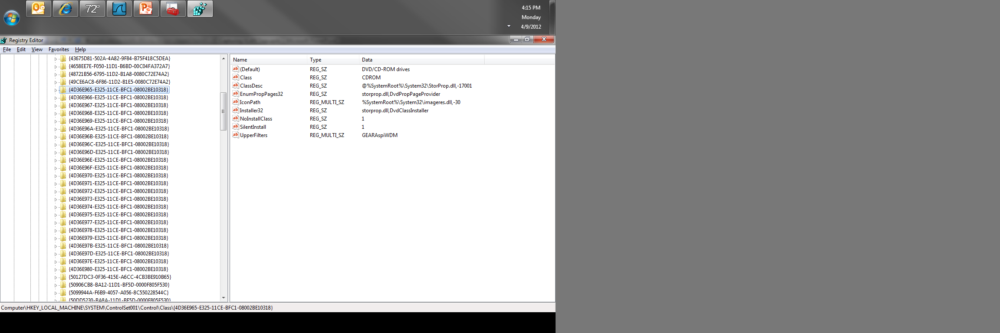 72°
4:15 PM
Monday
4/9/2012
Registry Editor
File Edit View Favorites Help
{43675D81-502A-4A82-9F84-B75F418C5DEA}
{4658EE7E-F050-11D1-B6BD-00C04FA372A7}
{48721B56-6795-11D2-B1A8-0080C72E74A2}
{49CE6AC8-6F86-11D2-B1E5-0080C72E74A2}
{4D36E965-E325-11CE-BFC1-08002BE10318}
{4D36E966-E325-11CE-BFC1-08002BE10318}
{4D36E967-E325-11CE-BFC1-08002BE10318}
{4D36E968-E325-11CE-BFC1-08002BE10318}
{4D36E969-E325-11CE-BFC1-08002BE10318}
{4D36E96A-E325-11CE-BFC1-08002BE10318}
{4D36E96B-E325-11CE-BFC1-08002BE10318}
{4D36E96C-E325-11CE-BFC1-08002BE10318}
{4D36E96D-E325-11CE-BFC1-08002BE10318}
{4D36E96E-E325-11CE-BFC1-08002BE10318}
{4D36E96F-E325-11CE-BFC1-08002BE10318}
{4D36E970-E325-11CE-BFC1-08002BE10318}
{4D36E971-E325-11CE-BFC1-08002BE10318}
{4D36E972-E325-11CE-BFC1-08002BE10318}
{4D36E973-E325-11CE-BFC1-08002BE10318}
{4D36E974-E325-11CE-BFC1-08002BE10318}
{4D36E975-E325-11CE-BFC1-08002BE10318}
{4D36E977-E325-11CE-BFC1-08002BE10318}
{4D36E978-E325-11CE-BFC1-08002BE10318}
{4D36E979-E325-11CE-BFC1-08002BE10318}
{4D36E97B-E325-11CE-BFC1-08002BE10318}
{4D36E97D-E325-11CE-BFC1-08002BE10318}
{4D36E97E-E325-11CE-BFC1-08002BE10318}
{4D36E980-E325-11CE-BFC1-08002BE10318}
{50127DC3-0F36-415E-A6CC-4CB3BE910B65}
{50906CB8-BA12-11D1-BF5D-0000F805F530}
{5099944A-F6B9-4057-A056-8C550228544C}
{50DD5230-BA8A-11D1-BF5D-0000F805F530}
Name Type Data
(Default) REG_SZ DVD/CD-ROM drives
Class REG_SZ CDROM
ClassDesc REG_SZ @%SystemRoot%\System32\StorProp.dll,-17001
EnumPropPages32 REG_SZ storprop.dll,DvdPropPageProvider
IconPath REG_MULTI_SZ %SystemRoot%\System32\imageres.dll,-30
Installer32 REG_SZ storprop.dll,DvdClassInstaller
NoInstallClass REG_SZ 1
SilentInstall REG_SZ 1
UpperFilters REG_MULTI_SZ GEARAspiWDM
Computer\HKEY_LOCAL_MACHINE\SYSTEM\ControlSet001\Control\Class\{4D36E965-E325-11CE-BFC1-08002BE10318}